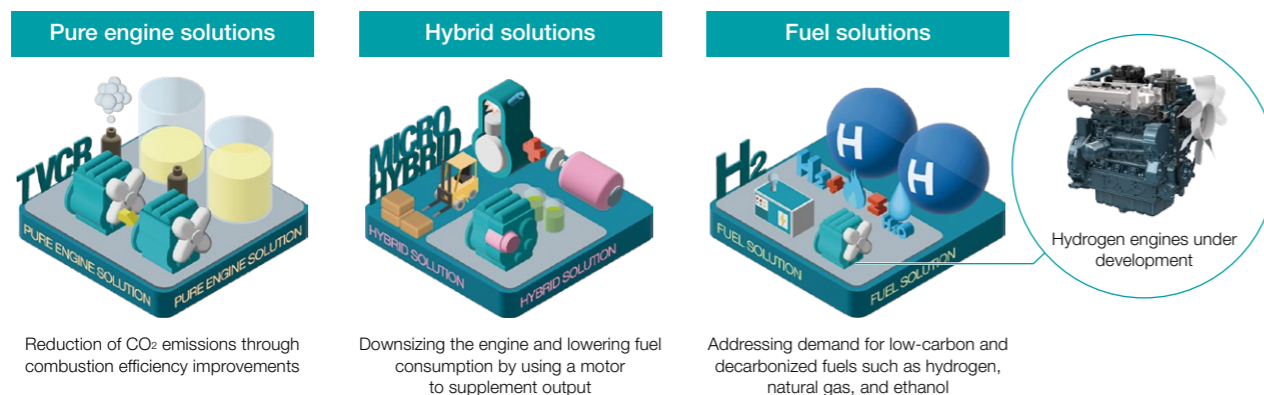 Pure engine solutions
TVCR
PURE ENGINE SOLUTION
PURE ENGINE SOLUTION
Reduction of CO₂ emissions through
combustion efficiency improvements
Hybrid solutions
MICRO
HYBRID
HYBRID SOLUTION
HYBRID SOLUTION
Downsizing the engine and lowering fuel
consumption by using a motor
to supplement output
Fuel solutions
H2
H
H
H2+
=
H2O
FUEL SOLUTION
FUEL SOLUTION
Addressing demand for low-carbon and
decarbonized fuels such as hydrogen,
natural gas, and ethanol
Hydrogen engines under
development